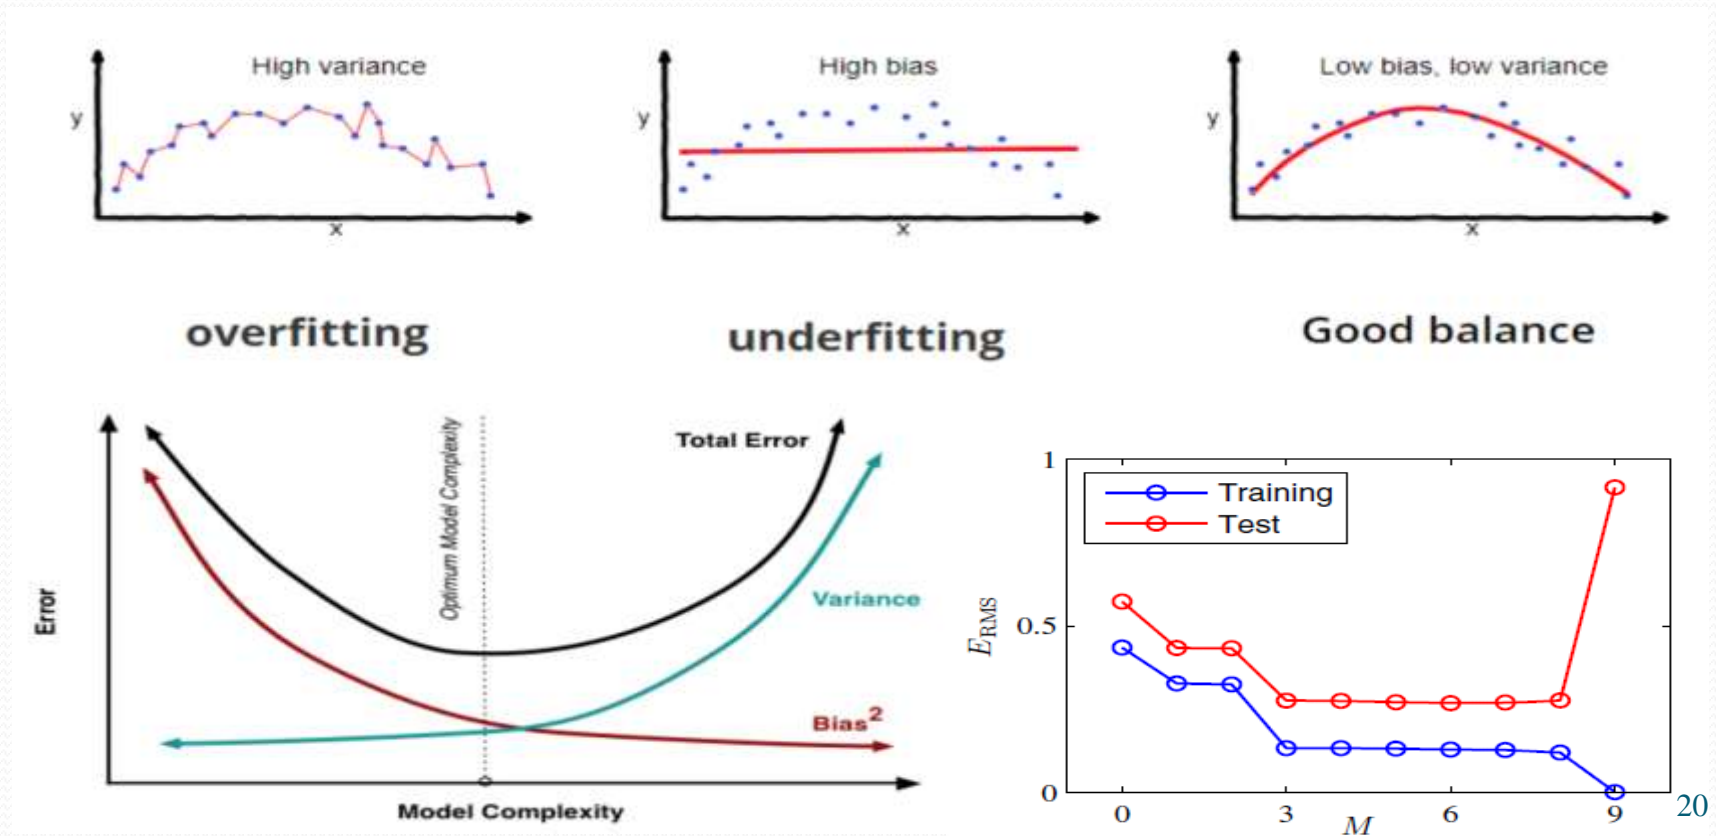 High variance
y
x
High bias
y
x
Low bias, low variance
y
x
overfitting
underfitting
Good balance
Error
Optimum Model Complexity
Total Error
Variance
Bias²
Model Complexity
1
0.5
0
E_RMS
Training
Test
0 3 6 9
M
20